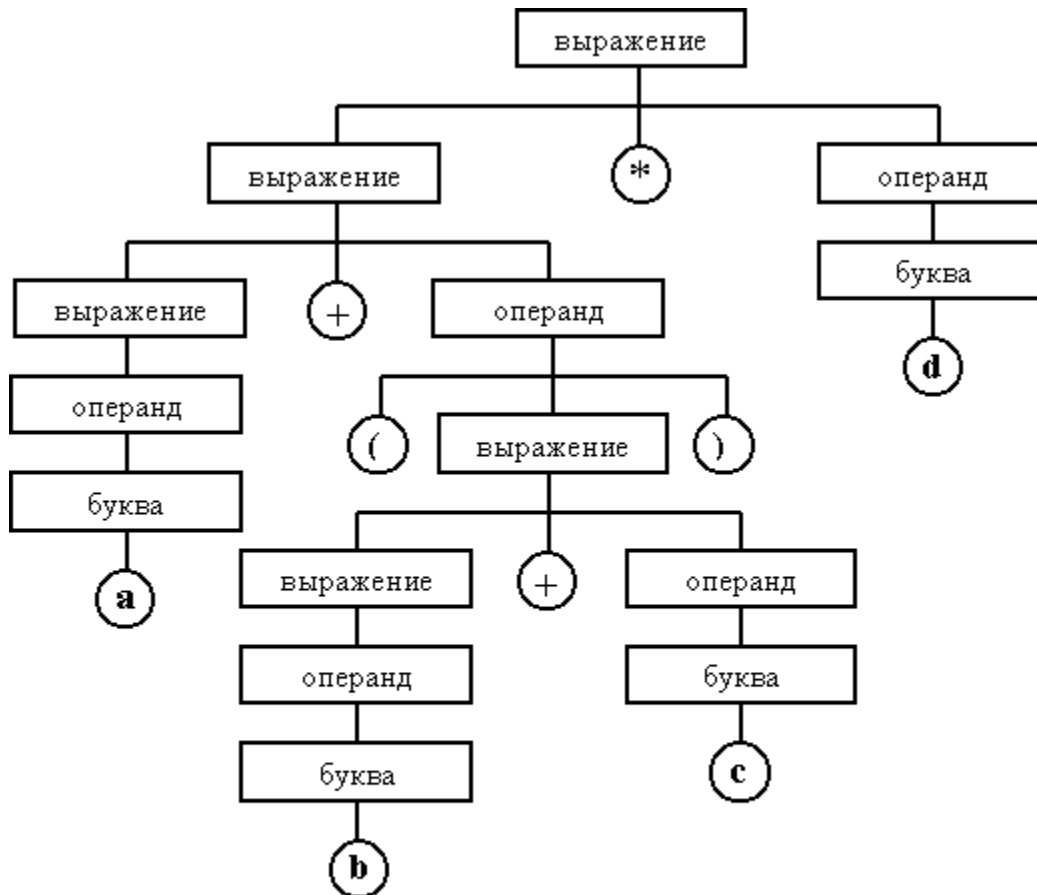 выражение
выражение
*
операнд
выражение
+
операнд
буква
операнд
(
выражение
)
d
буква
выражение
+
операнд
a
операнд
буква
буква
c
b